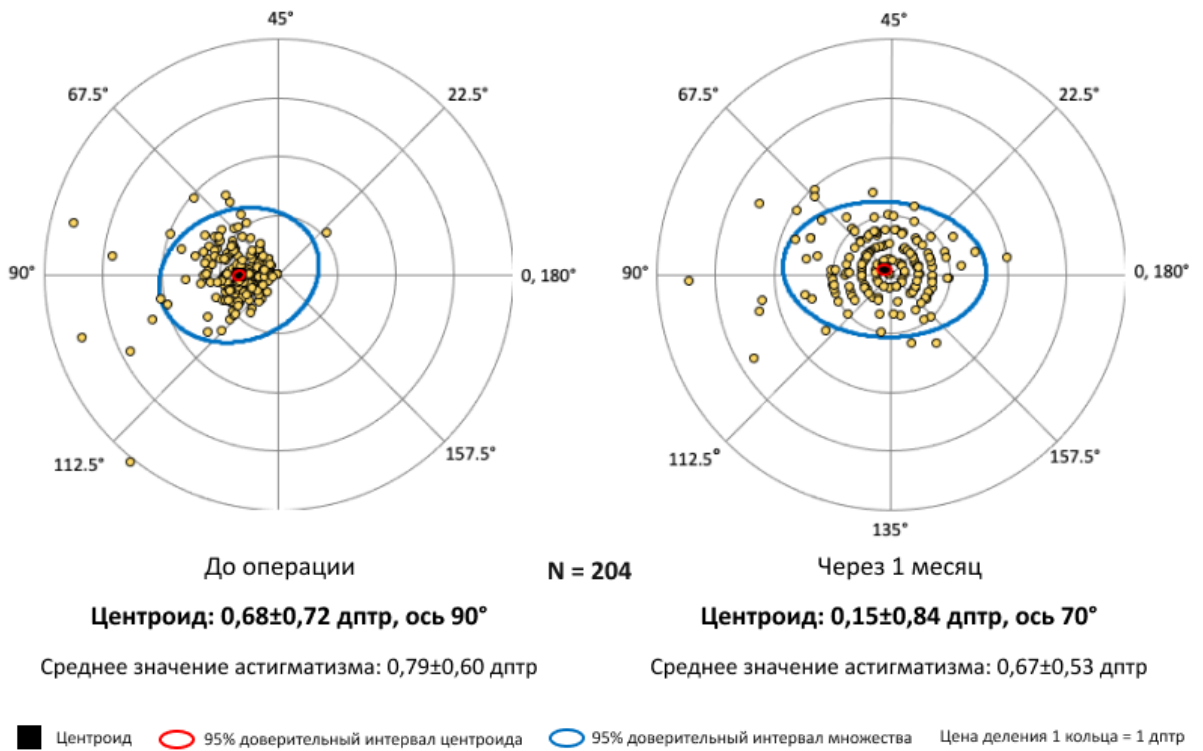 45°
67.5°
22.5°
90°
0, 180°
112.5°
157.5°
45°
67.5°
22.5°
90°
0, 180°
112.5°
157.5°
135°
До операции
N = 204
Через 1 месяц
Центроид: 0,68±0,72 дптр, ось 90°
Центроид: 0,15±0,84 дптр, ось 70°
Среднее значение астигматизма: 0,79±0,60 дптр
Среднее значение астигматизма: 0,67±0,53 дптр
Центроид
95% доверительный интервал центроида
95% доверительный интервал множества
Цена деления 1 кольца = 1 дптр